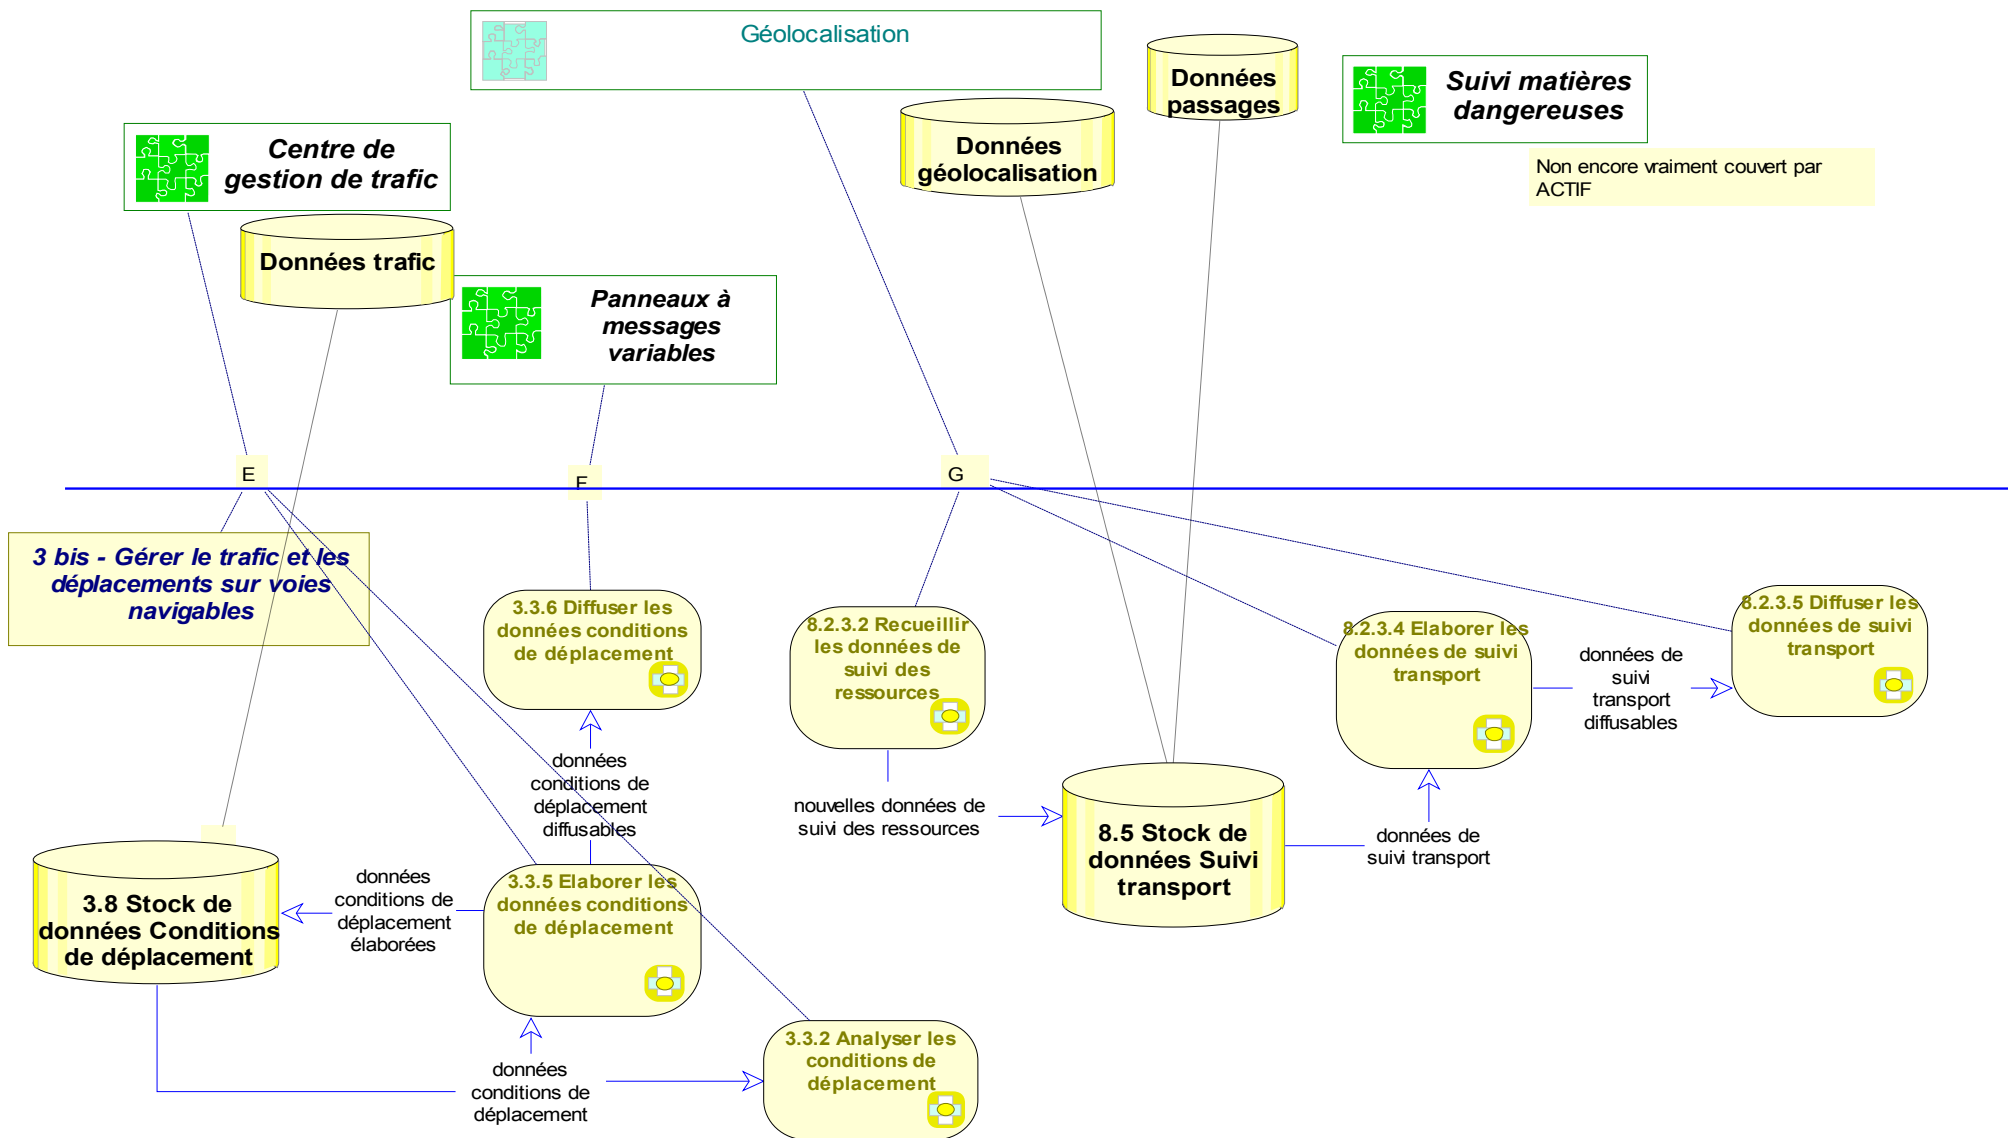 Géolocalisation
Données
passages
Suivi matières
dangereuses
Données
géolocalisation
Centre de
gestion de trafic
Non encore vraiment couvert par
ACTIF
Données trafic
Panneaux à
messages
variables
E
F
G
3 bis - Gérer le trafic et les
déplacements sur voies
navigables
3.3.6 Diffuser les
données conditions
de déplacement
8.2.3.2 Recueillir
les données de
suivi des
ressources
8.2.3.4 Elaborer les
données de suivi
transport
données de
suivi
transport
diffusables
8.2.3.5 Diffuser les
données de suivi
transport
données
conditions de
déplacement
diffusables
nouvelles données de
suivi des ressources
8.5 Stock de
données Suivi
transport
données de
suivi transport
3.8 Stock de
données Conditions
de déplacement
données
conditions de
déplacement
élaborées
3.3.5 Elaborer les
données conditions
de déplacement
données
conditions de
déplacement
3.3.2 Analyser les
conditions de
déplacement